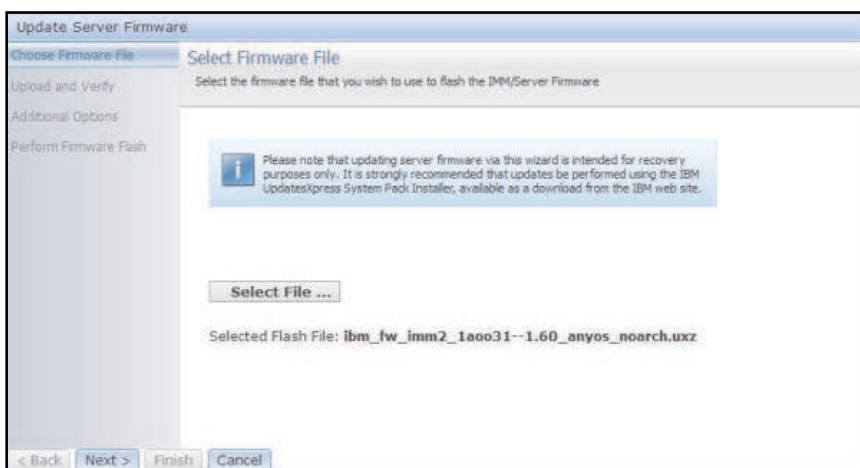 Update Server Firmware
Choose Firmware File
Upload and Verify
Additional Options
Perform Firmware Flash
Select Firmware File
Select the firmware file that you wish to use to flash the IMM/Server Firmware
Please note that updating server firmware via this wizard is intended for recovery
purposes only. It is strongly recommended that updates be performed using the IBM
UpdatesXpress System Pack Installer, available as a download from the IBM web site.
Select File ...
Selected Flash File: ibm_fw_imm2_1aoo31--1.60_anyos_noarch.uxz
< Back Next > Finish Cancel